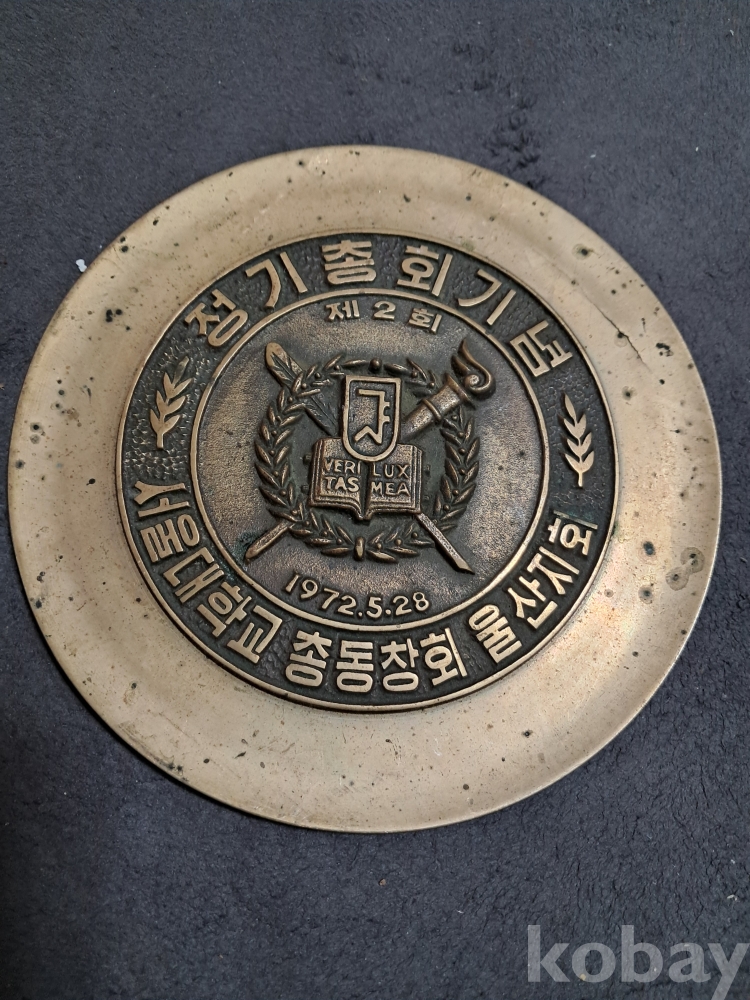 정기총회기념
제2회
VERI LUX
TAS MEA
1972.5.28
서울대학교 총동창회 울산지회
kobay